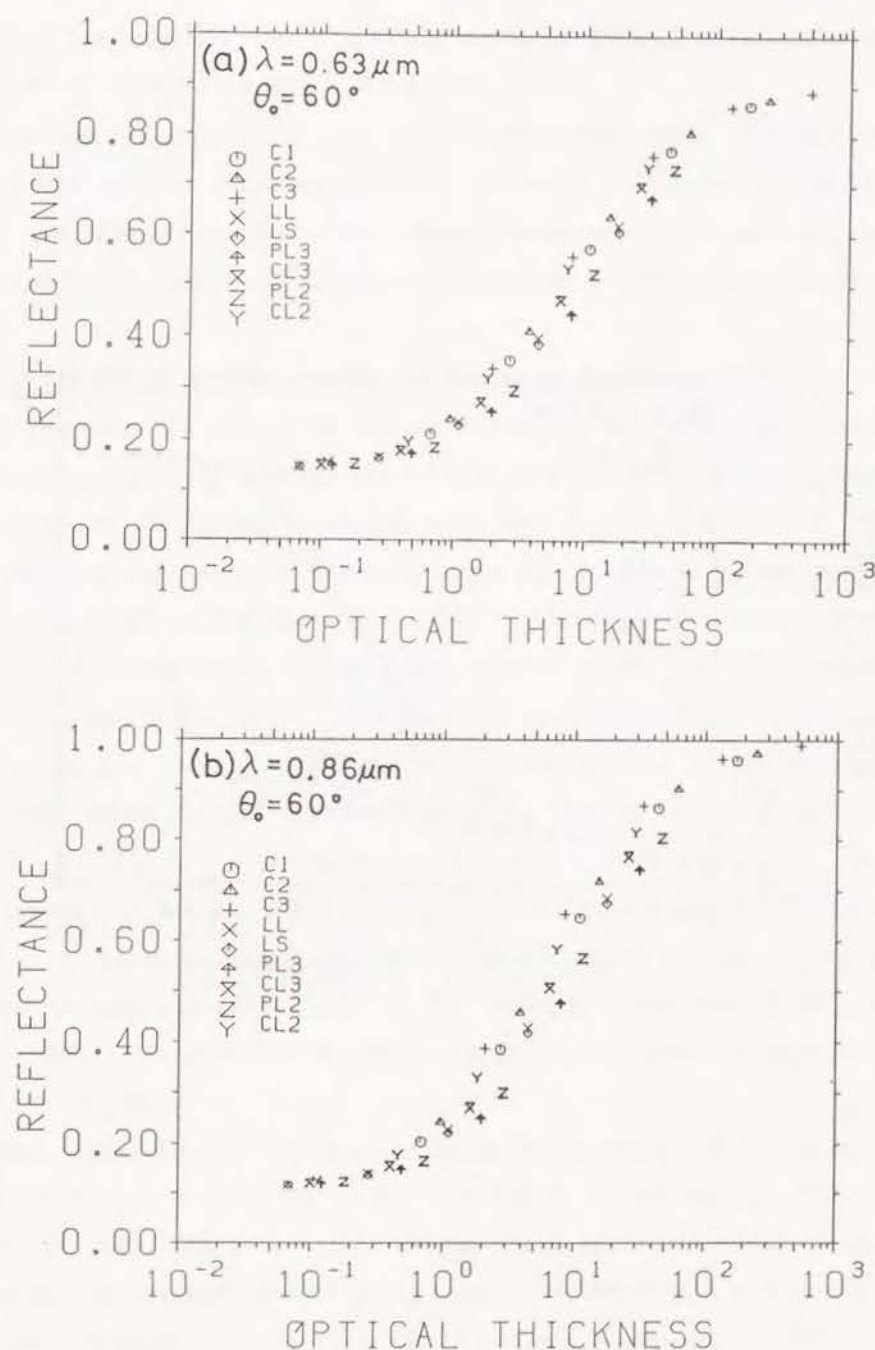 (a) λ=0.63μm
θ₀=60°
REFLECTANCE
1.00
0.80
0.60
0.40
0.20
0.00
C1
C2
C3
LL
LS
PL3
CL3
PL2
CL2
10⁻² 10⁻¹ 10⁰ 10¹ 10² 10³
OPTICAL THICKNESS
(b) λ=0.86μm
θ₀=60°
REFLECTANCE
1.00
0.80
0.60
0.40
0.20
0.00
C1
C2
C3
LL
LS
PL3
CL3
PL2
CL2
10⁻² 10⁻¹ 10⁰ 10¹ 10² 10³
OPTICAL THICKNESS